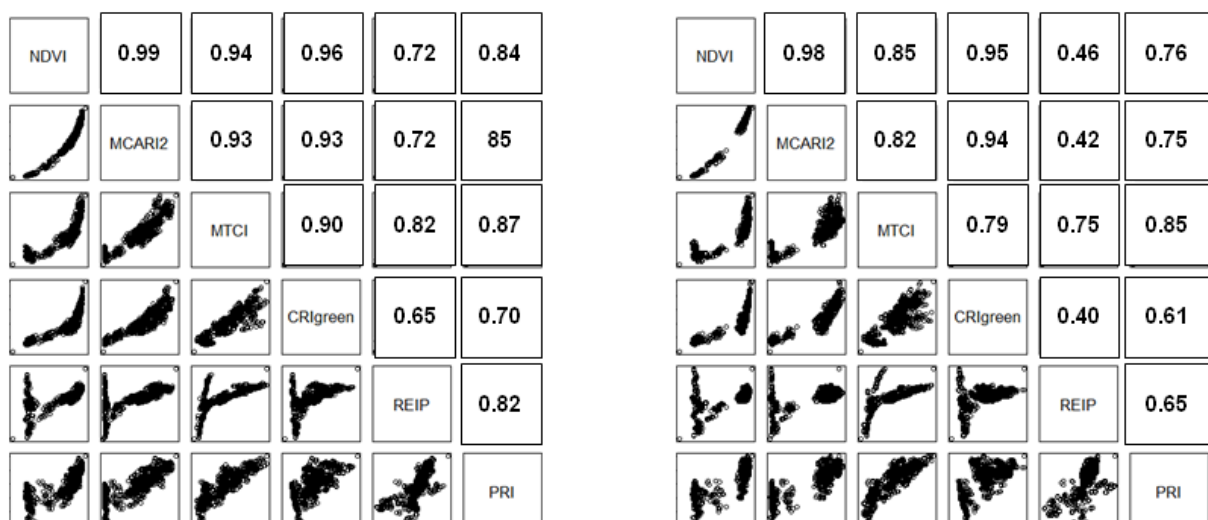 NDVI 0.99 0.94 0.96 0.72 0.84
MCARI2 0.93 0.93 0.72 85
MTCI 0.90 0.82 0.87
CRIgreen 0.65 0.70
REIP 0.82
PRI
NDVI 0.98 0.85 0.95 0.46 0.76
MCARI2 0.82 0.94 0.42 0.75
MTCI 0.79 0.75 0.85
CRIgreen 0.40 0.61
REIP 0.65
PRI